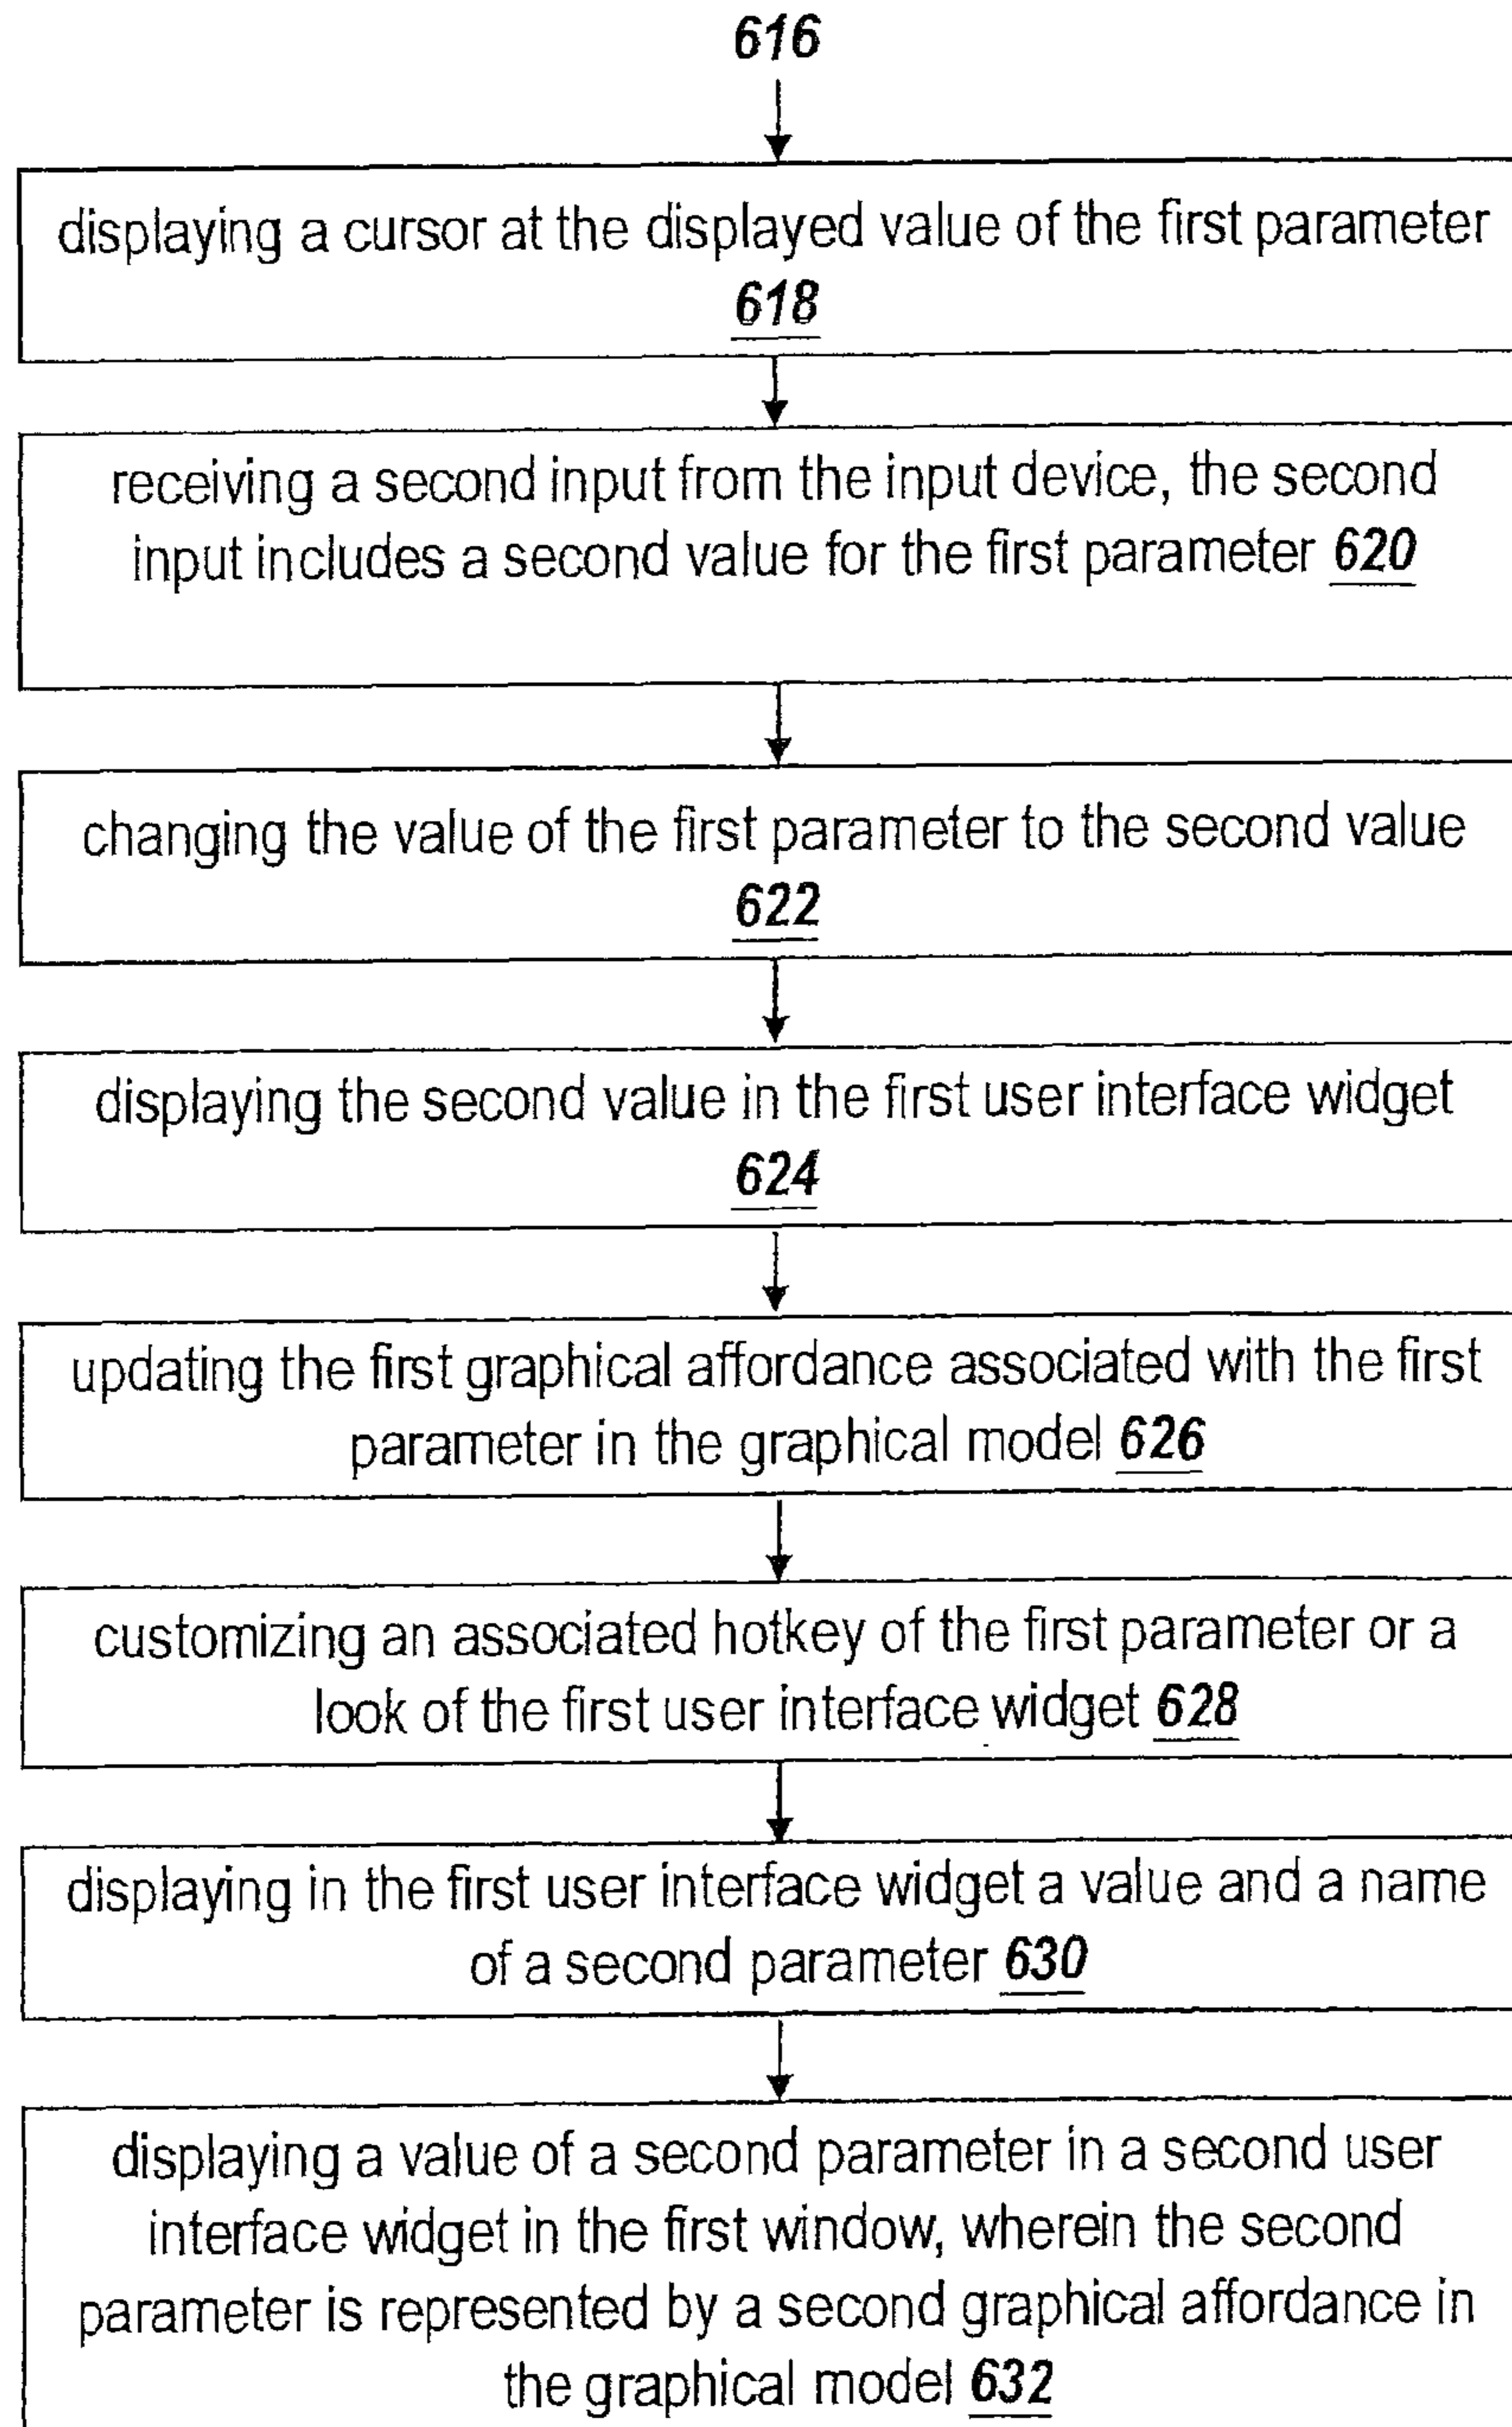 616
displaying a cursor at the displayed value of the first parameter
618
receiving a second input from the input device, the second
input includes a second value for the first parameter 620
changing the value of the first parameter to the second value
622
displaying the second value in the first user interface widget
624
updating the first graphical affordance associated with the first
parameter in the graphical model 626
customizing an associated hotkey of the first parameter or a
look of the first user interface widget 628
displaying in the first user interface widget a value and a name
of a second parameter 630
displaying a value of a second parameter in a second user
interface widget in the first window, wherein the second
parameter is represented by a second graphical affordance in
the graphical model 632